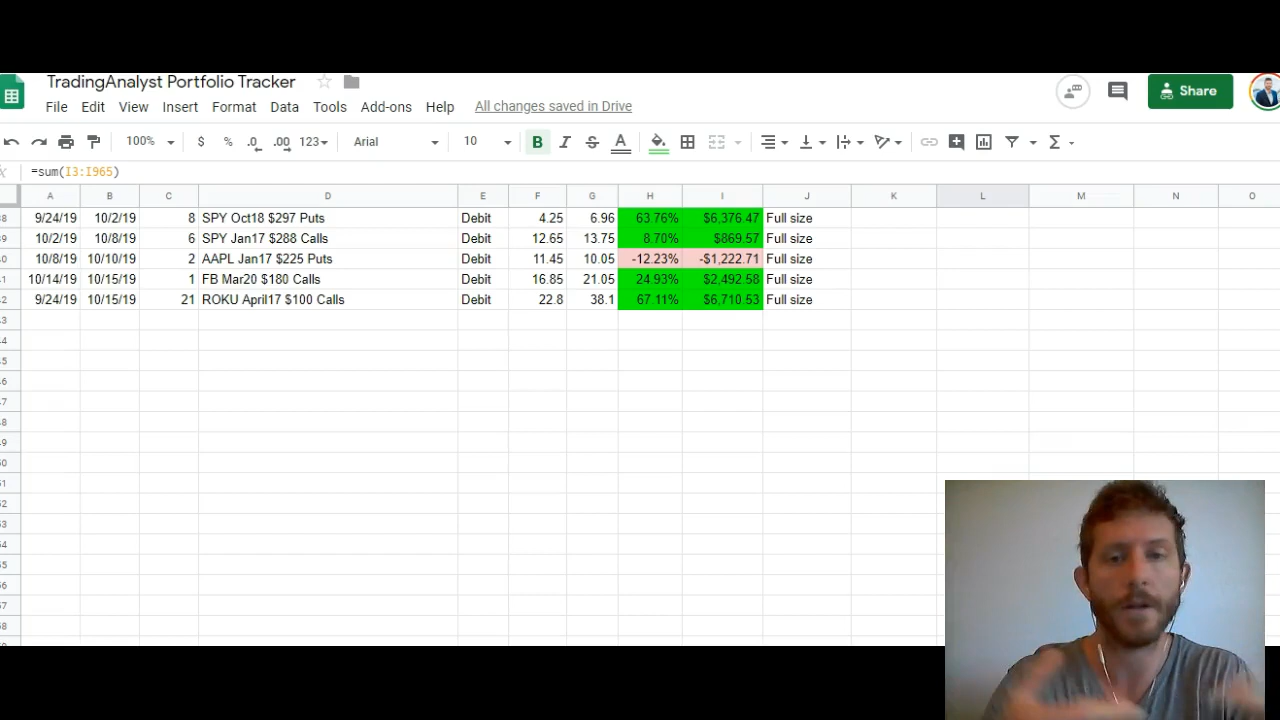 TradingAnalyst Portfolio Tracker
File Edit View Insert Format Data Tools Add-ons Help All changes saved in Drive
Share
100% $ % .0 .00 123 Arial 10 B I S A
=sum(I3:I965)
A B C D E F G H I J K L M N O
9/24/19 10/2/19 8 SPY Oct18 $297 Puts Debit 4.25 6.96 63.76% $6,376.47 Full size
10/2/19 10/8/19 6 SPY Jan17 $288 Calls Debit 12.65 13.75 8.70% $869.57 Full size
10/8/19 10/10/19 2 AAPL Jan17 $225 Puts Debit 11.45 10.05 -12.23% -$1,222.71 Full size
10/14/19 10/15/19 1 FB Mar20 $180 Calls Debit 16.85 21.05 24.93% $2,492.58 Full size
9/24/19 10/15/19 21 ROKU April17 $100 Calls Debit 22.8 38.1 67.11% $6,710.53 Full size